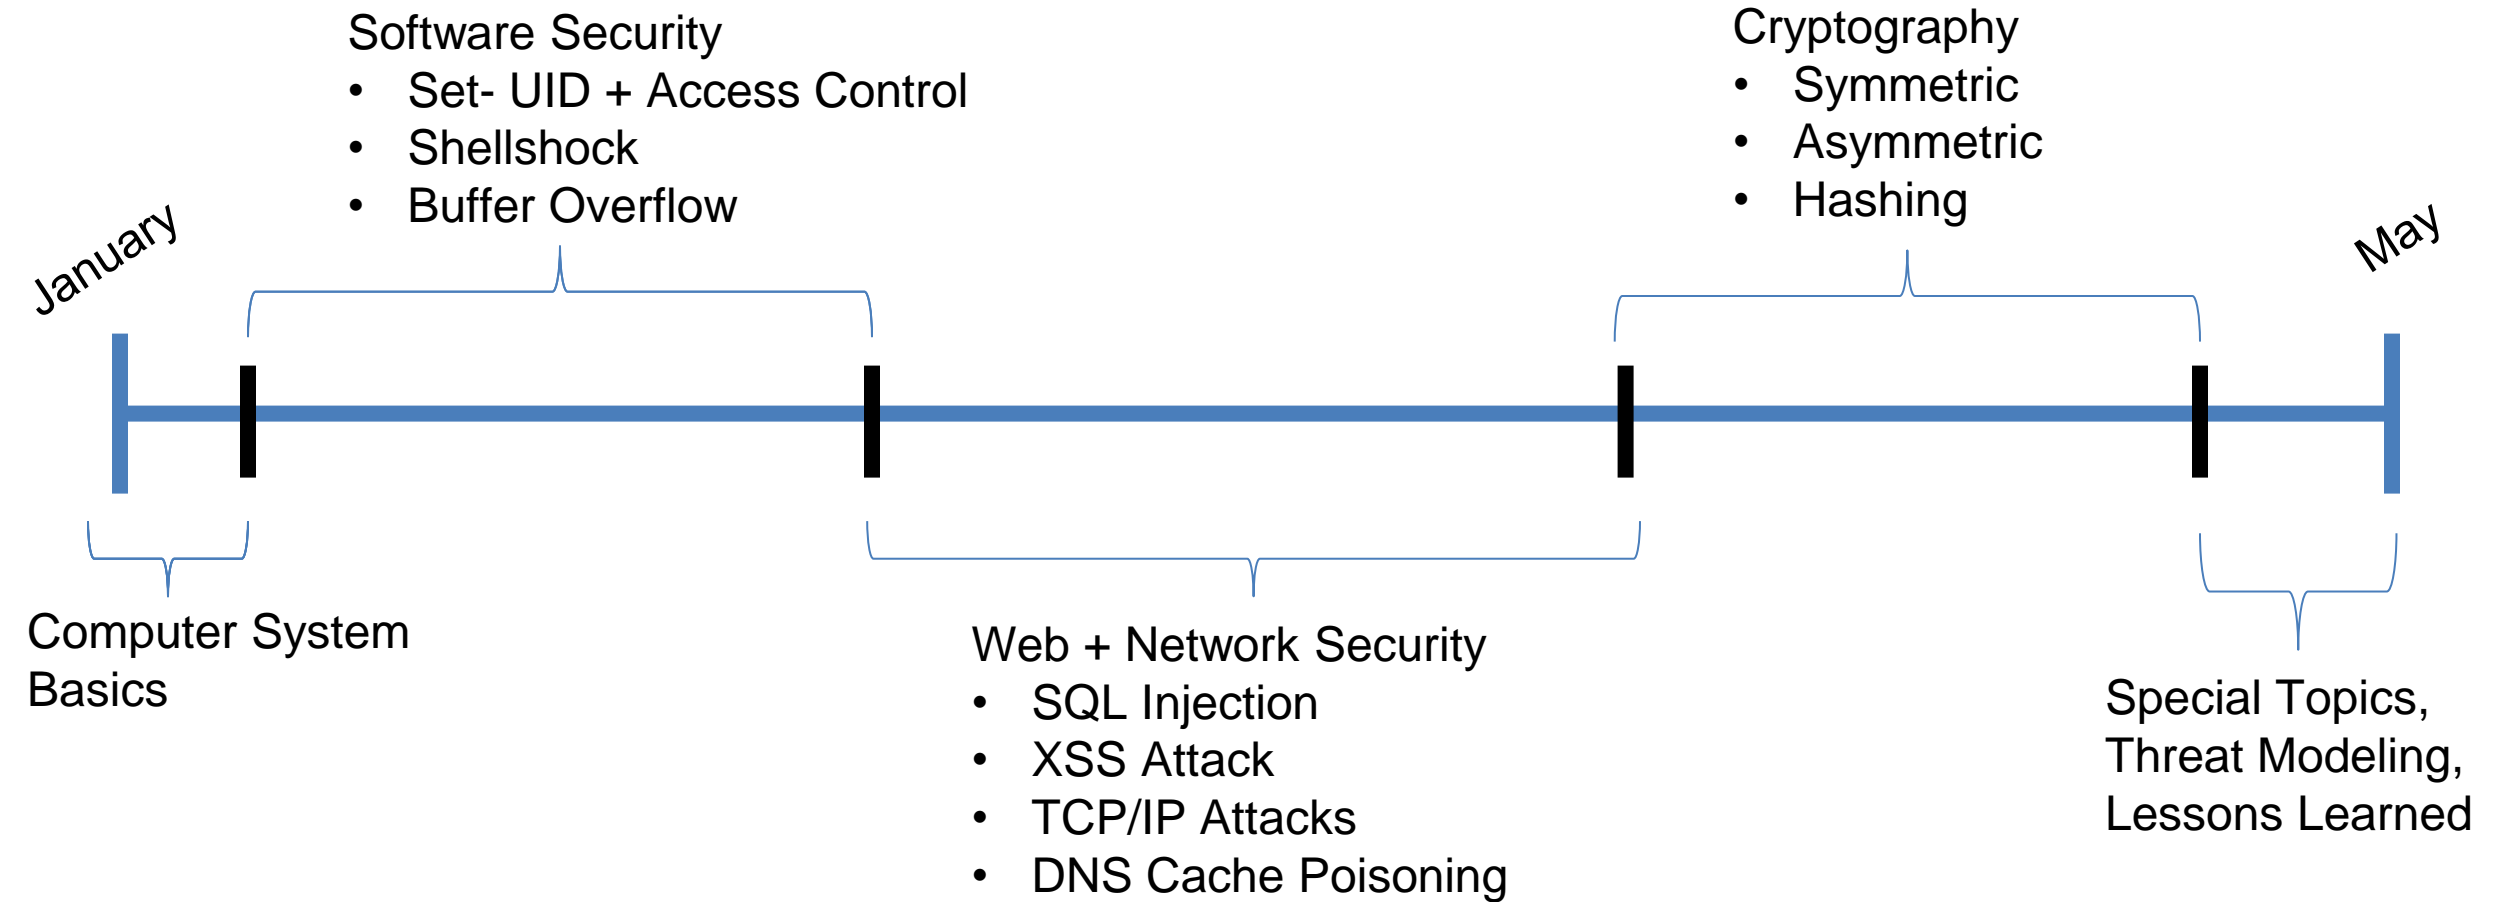 January
Software Security
• Set- UID + Access Control
• Shellshock
• Buffer Overflow
Cryptography
• Symmetric
• Asymmetric
• Hashing
May
Computer System
Basics
Web + Network Security
• SQL Injection
• XSS Attack
• TCP/IP Attacks
• DNS Cache Poisoning
Special Topics,
Threat Modeling,
Lessons Learned